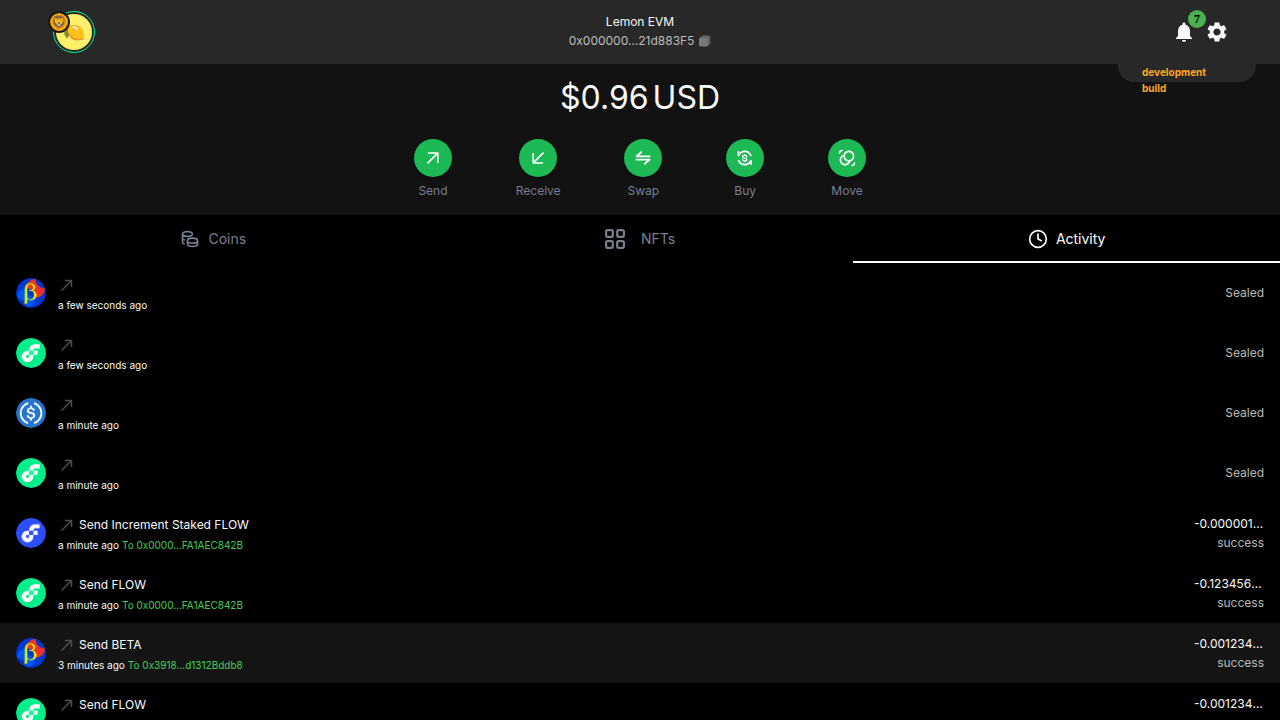 Lemon EVM
0x000000...21d883F5
7
development
build
$0.96 USD
Send
Receive
Swap
Buy
Move
Coins
NFTs
Activity
a few seconds ago
Sealed
a few seconds ago
Sealed
a minute ago
Sealed
a minute ago
Sealed
Send Increment Staked FLOW
-0.000001...
a minute ago To 0x0000...FA1AEC842B
success
Send FLOW
-0.123456...
a minute ago To 0x0000...FA1AEC842B
success
Send BETA
-0.001234...
3 minutes ago To 0x3918...d1312Bddb8
success
Send FLOW
-0.001234...